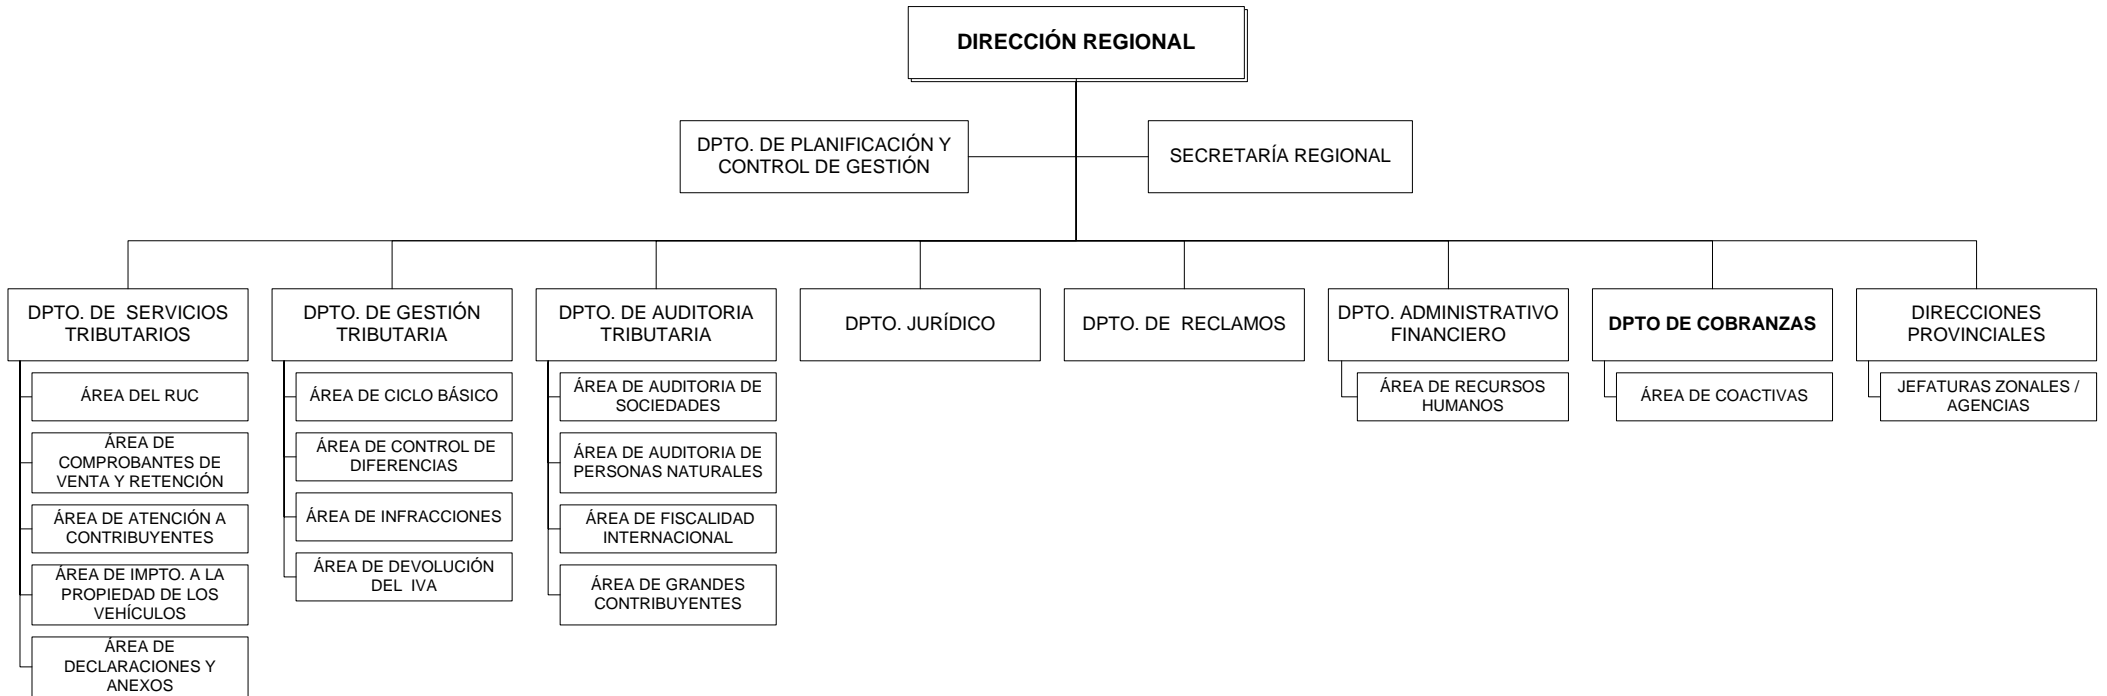 DIRECCIÓN REGIONAL
DPTO. DE PLANIFICACIÓN Y
CONTROL DE GESTIÓN
SECRETARÍA REGIONAL
DPTO. DE SERVICIOS
TRIBUTARIOS
ÁREA DEL RUC
ÁREA DE
COMPROBANTES DE
VENTA Y RETENCIÓN
ÁREA DE ATENCIÓN A
CONTRIBUYENTES
ÁREA DE IMPTO. A LA
PROPIEDAD DE LOS
VEHÍCULOS
ÁREA DE
DECLARACIONES Y
ANEXOS
DPTO. DE GESTIÓN
TRIBUTARIA
ÁREA DE CICLO BÁSICO
ÁREA DE CONTROL DE
DIFERENCIAS
ÁREA DE INFRACCIONES
ÁREA DE DEVOLUCIÓN
DEL IVA
DPTO. DE AUDITORIA
TRIBUTARIA
ÁREA DE AUDITORIA DE
SOCIEDADES
ÁREA DE AUDITORIA DE
PERSONAS NATURALES
ÁREA DE FISCALIDAD
INTERNACIONAL
ÁREA DE GRANDES
CONTRIBUYENTES
DPTO. JURÍDICO
DPTO. DE RECLAMOS
DPTO. ADMINISTRATIVO
FINANCIERO
ÁREA DE RECURSOS
HUMANOS
DPTO DE COBRANZAS
ÁREA DE COACTIVAS
DIRECCIONES
PROVINCIALES
JEFATURAS ZONALES /
AGENCIAS